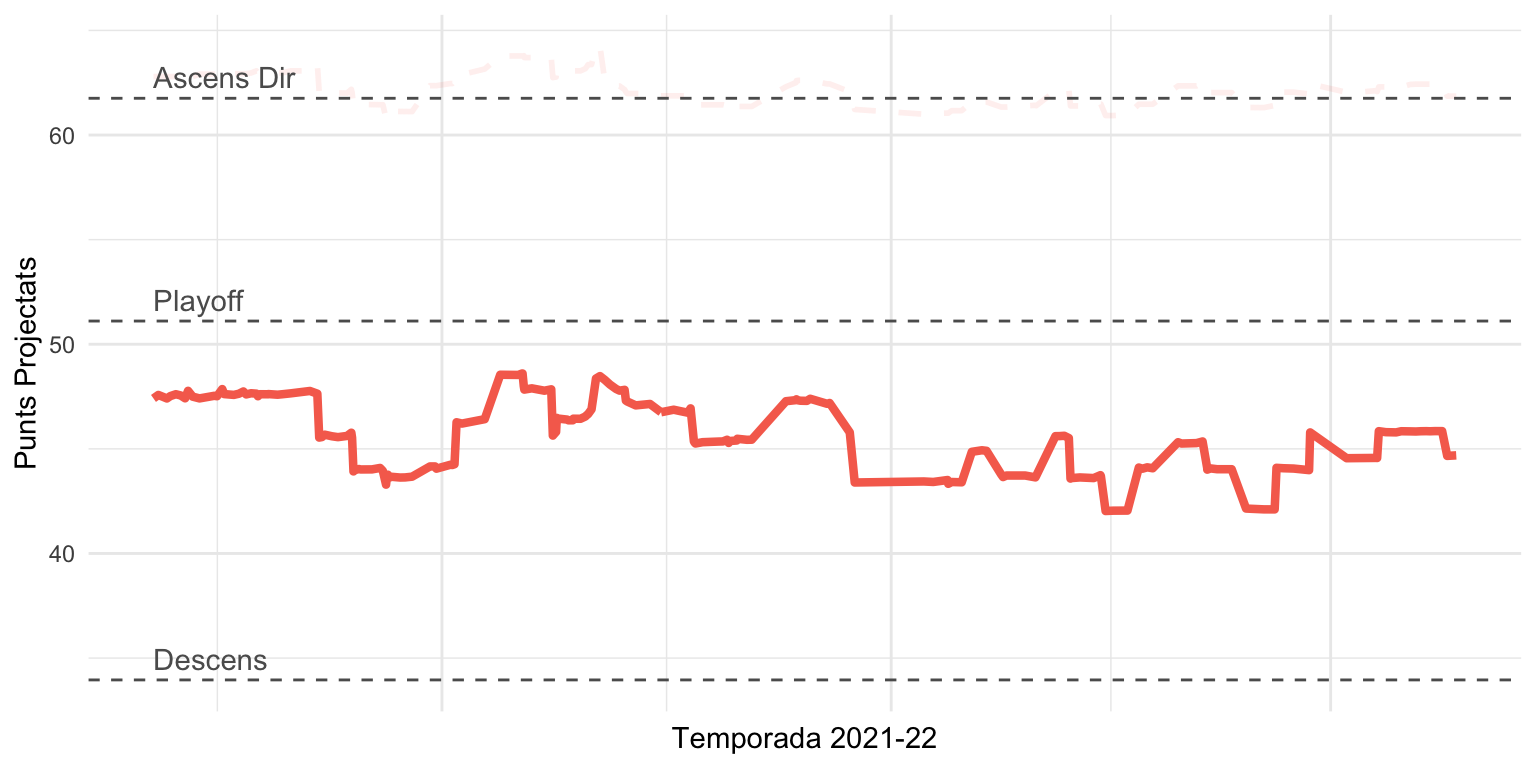 Ascens Dir
60
Playoff
50
Punts Projectats
40
Descens
Temporada 2021-22